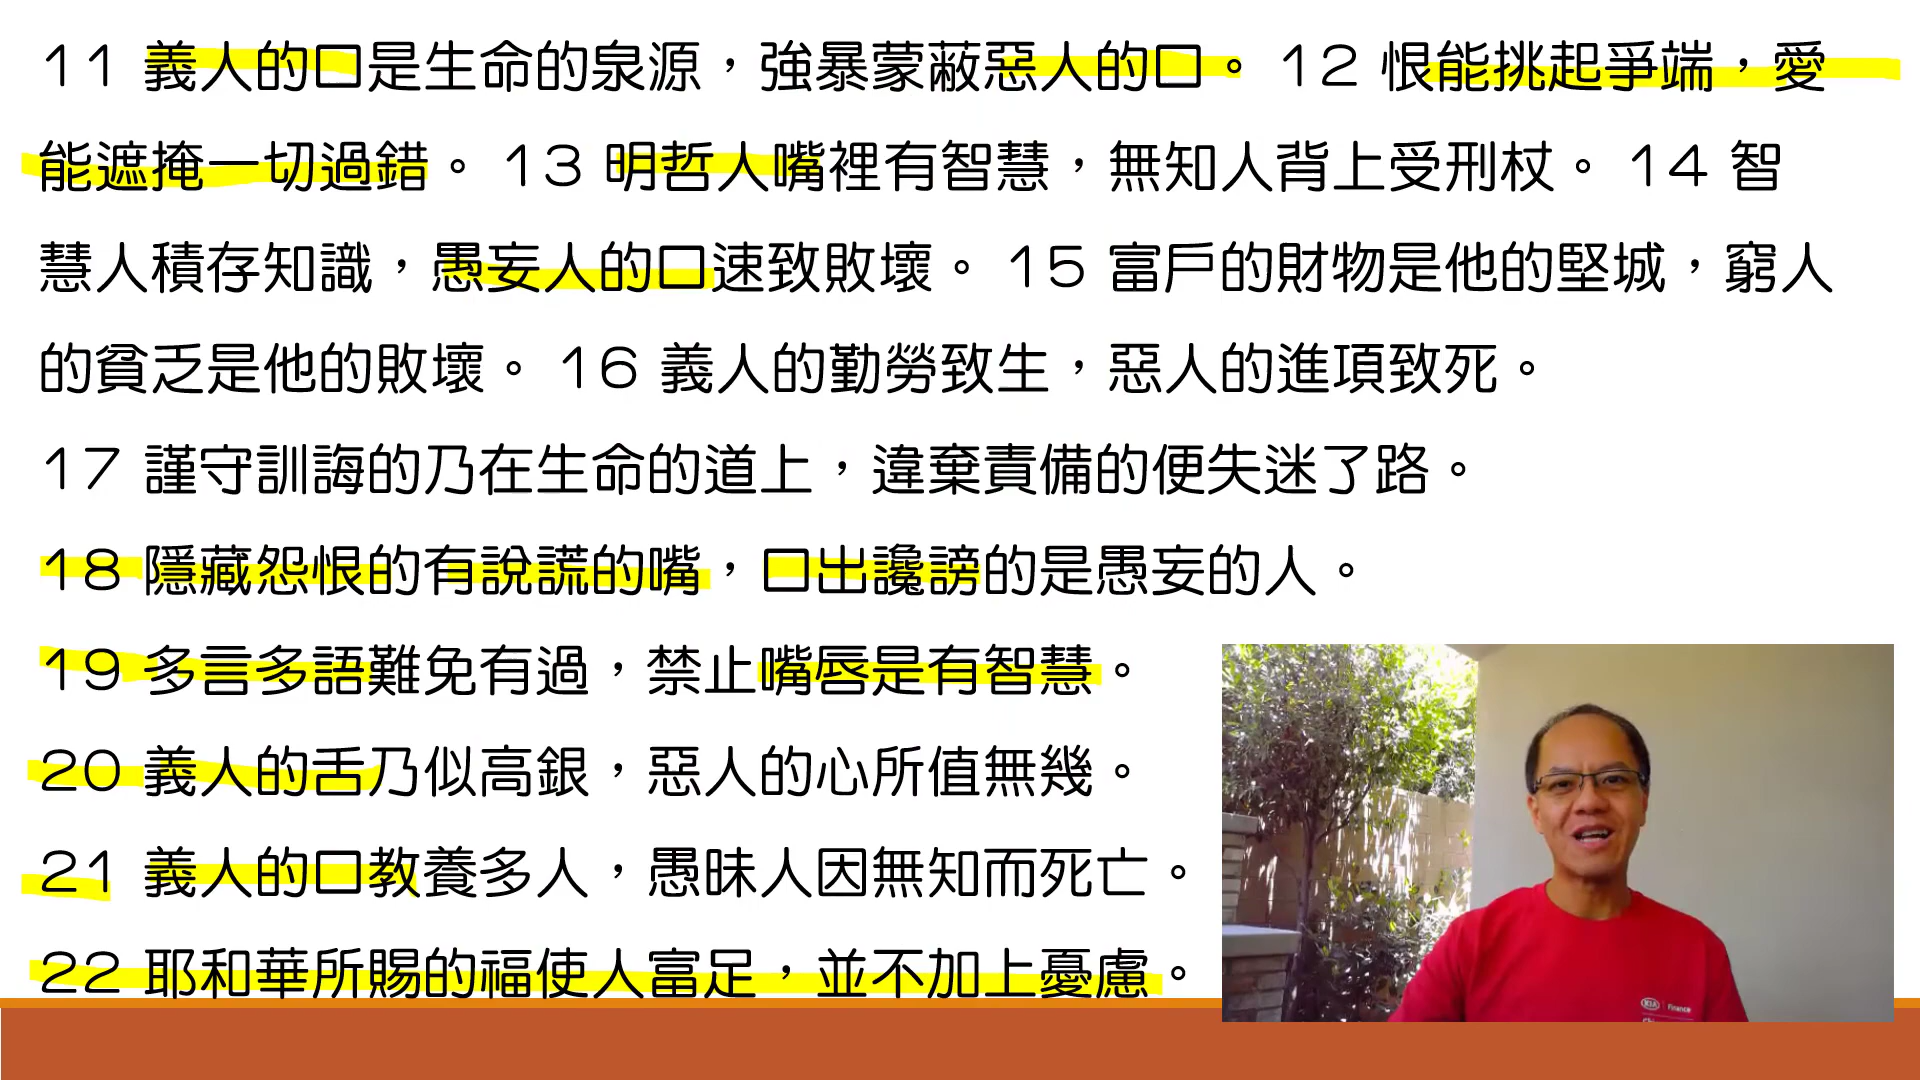 11 義人的口是生命的泉源，強暴蒙蔽惡人的口。 12 恨能挑起爭端，愛
能遮掩一切過錯。 13 明哲人嘴裡有智慧，無知人背上受刑杖。 14 智
慧人積存知識，愚妄人的口速致敗壞。 15 富戶的財物是他的堅城，窮人
的貧乏是他的敗壞。 16 義人的勤勞致生，惡人的進項致死。
17 謹守訓誨的乃在生命的道上，違棄責備的便失迷了路。
18 隱藏怨恨的有說謊的嘴，口出讒謗的是愚妄的人。
19 多言多語難免有過，禁止嘴唇是有智慧。
20 義人的舌乃似高銀，惡人的心所值無幾。
21 義人的口教養多人，愚昧人因無知而死亡。
22 耶和華所賜的福使人富足，並不加上憂慮。
KIA Finance